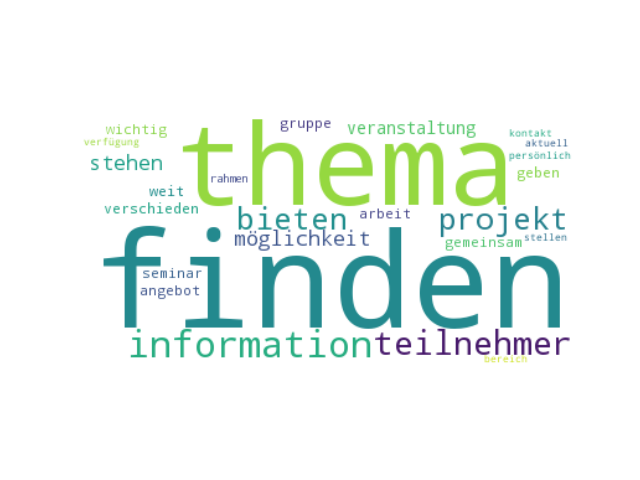 gruppe
wichtig
veranstaltung
kontakt
verfügung
aktuell
thema
stehen
persönlich
geben
rahmen
weit
verschieden
arbeit
bieten
projekt
möglichkeit
stellen
gemeinsam
finden
seminar
angebot
information
teilnehmer
bereich